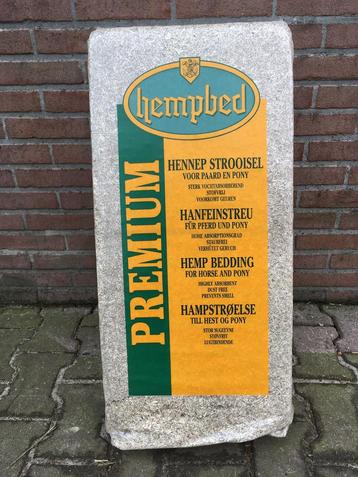 hempbed
PREMIUM
HENNEP STROOISEL
VOOR PAARD EN PONY
STERK VOCHTABSORBEREND
STOFVRIJ
VOORKOMT GEUREN
HANFEINSTREU
FÜR PFERD UND PONY
HOHE ABSORPTIONSGRAD
STAUBFREI
VERHÜTET GERUCH
HEMP BEDDING
FOR HORSE AND PONY
HIGHLY ABSORBENT
DUST FREE
PREVENTS SMELL
HAMPSTRØELSE
TILL HEST OG PONY
STOR SUGEEVNE
STØVFRIT
LUGTBINDENDE